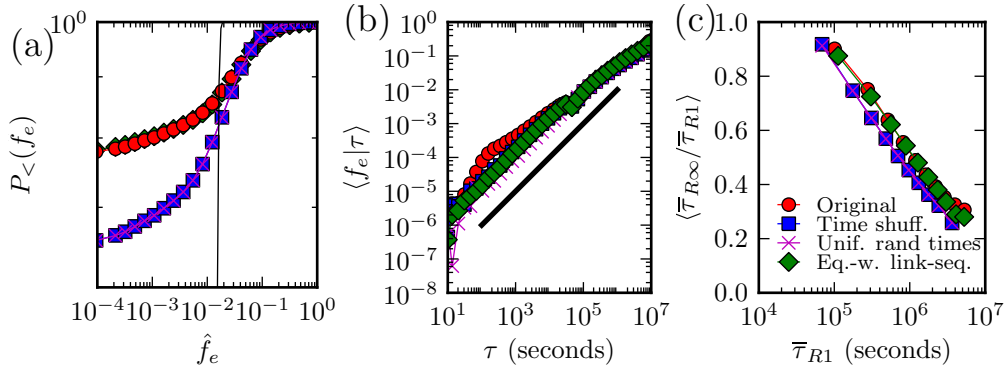 (a)
10^0
P_<(f_e)
10^-4 10^-3 10^-2 10^-1 10^0
f̂_e
(b)
10^0
10^-1
10^-2
10^-3
10^-4
10^-5
10^-6
10^-7
10^-8
⟨f_e|τ⟩
10^1 10^3 10^5 10^7
τ (seconds)
(c)
1.0
0.8
0.6
0.4
0.2
0.0
⟨τ̄_R∞/τ̄_R1⟩
Original
Time shuff.
Unif. rand times
Eq.-w. link-seq.
10^4 10^5 10^6 10^7
τ̄_R1 (seconds)